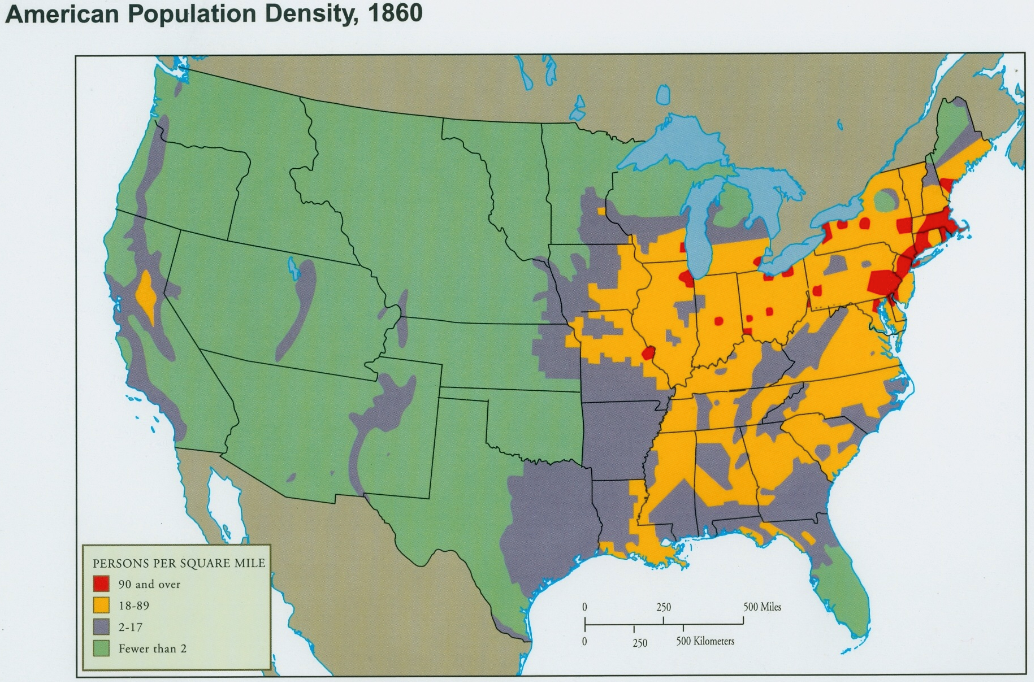 American Population Density, 1860
PERSONS PER SQUARE MILE
90 and over
18-89
2-17
Fewer than 2
0 250 500 Miles
0 250 500 Kilometers